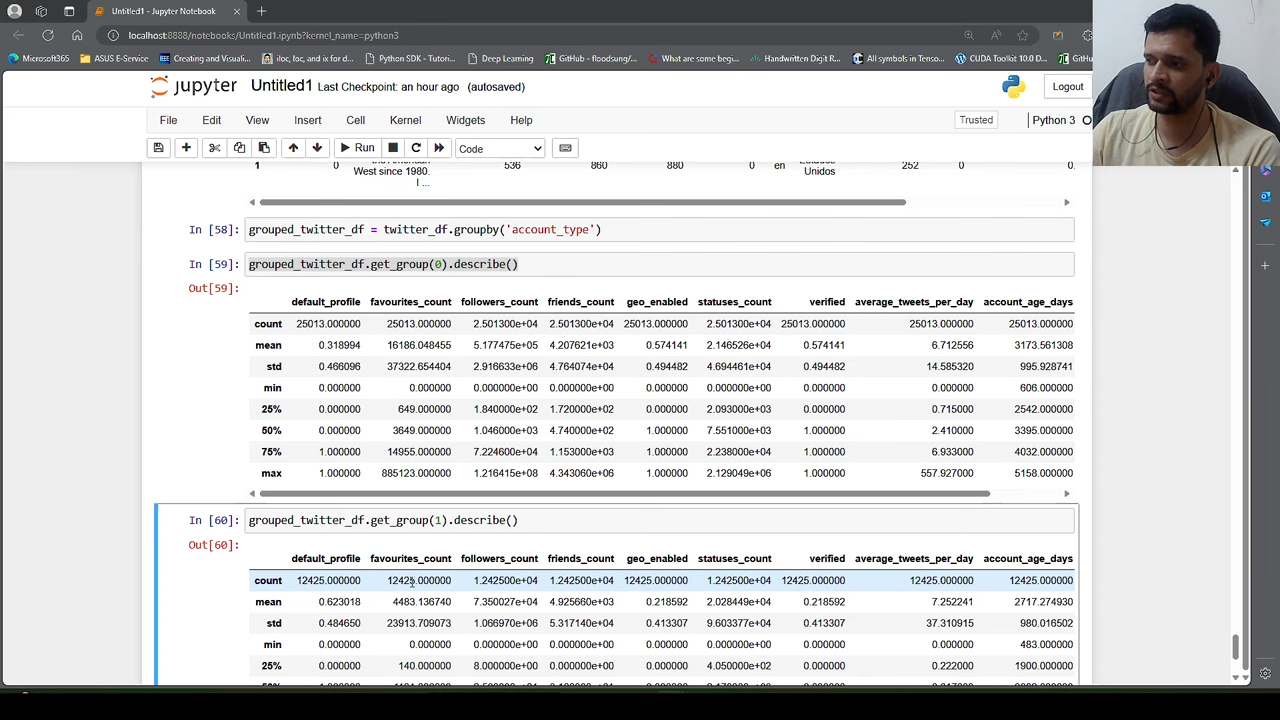 Untitled1 - Jupyter Notebook
localhost:8888/notebooks/Untitled1.ipynb?kernel_name=python3
Microsoft365 ASUS E-Service Creating and Visuali... iloc, loc, and ix for... Python SDK - Tutori... Deep Learning GitHub - floodsung/... What are some begi... Handwritten Digit R... All symbols in Tenso... CUDA Toolkit 10.0 D...
jupyter Untitled1 Last Checkpoint: an hour ago (autosaved) Logout
File Edit View Insert Cell Kernel Widgets Help Trusted Python 3
Run Code
the American
1 0 West since 1980. 536 860 880 0 en Estados Unidos 252 0 0.
I ...
In [58]: grouped_twitter_df = twitter_df.groupby('account_type')
In [59]: grouped_twitter_df.get_group(0).describe()
Out[59]:
default_profile favourites_count followers_count friends_count geo_enabled statuses_count verified average_tweets_per_day account_age_days
count 25013.000000 25013.000000 2.501300e+04 2.501300e+04 25013.000000 2.501300e+04 25013.000000 25013.000000 25013.000000
mean 0.318994 16186.048455 5.177475e+05 4.207621e+03 0.574141 2.146526e+04 0.574141 6.712556 3173.561308
std 0.466096 37322.654404 2.916633e+06 4.764074e+04 0.494482 4.694461e+04 0.494482 14.585320 995.928741
min 0.000000 0.000000 0.000000e+00 0.000000e+00 0.000000 0.000000e+00 0.000000 0.000000 606.000000
25% 0.000000 649.000000 1.840000e+02 1.720000e+02 0.000000 2.093000e+03 0.000000 0.715000 2542.000000
50% 0.000000 3649.000000 1.046000e+03 4.740000e+02 1.000000 7.551000e+03 1.000000 2.410000 3395.000000
75% 1.000000 14955.000000 7.224600e+04 1.153000e+03 1.000000 2.238000e+04 1.000000 6.933000 4032.000000
max 1.000000 885123.000000 1.216415e+08 4.343060e+06 1.000000 2.129049e+06 1.000000 557.927000 5158.000000
In [60]: grouped_twitter_df.get_group(1).describe()
Out[60]:
default_profile favourites_count followers_count friends_count geo_enabled statuses_count verified average_tweets_per_day account_age_days
count 12425.000000 12425.000000 1.242500e+04 1.242500e+04 12425.000000 1.242500e+04 12425.000000 12425.000000 12425.000000
mean 0.623018 4483.136740 7.350027e+04 4.925660e+03 0.218592 2.028449e+04 0.218592 7.252241 2717.274930
std 0.484650 23913.709073 1.066970e+06 5.317140e+04 0.413307 9.603377e+04 0.413307 37.310915 980.016502
min 0.000000 0.000000 0.000000e+00 0.000000e+00 0.000000 0.000000e+00 0.000000 0.000000 483.000000
25% 0.000000 140.000000 8.000000e+00 0.000000e+00 0.000000 4.050000e+02 0.000000 0.222000 1900.000000